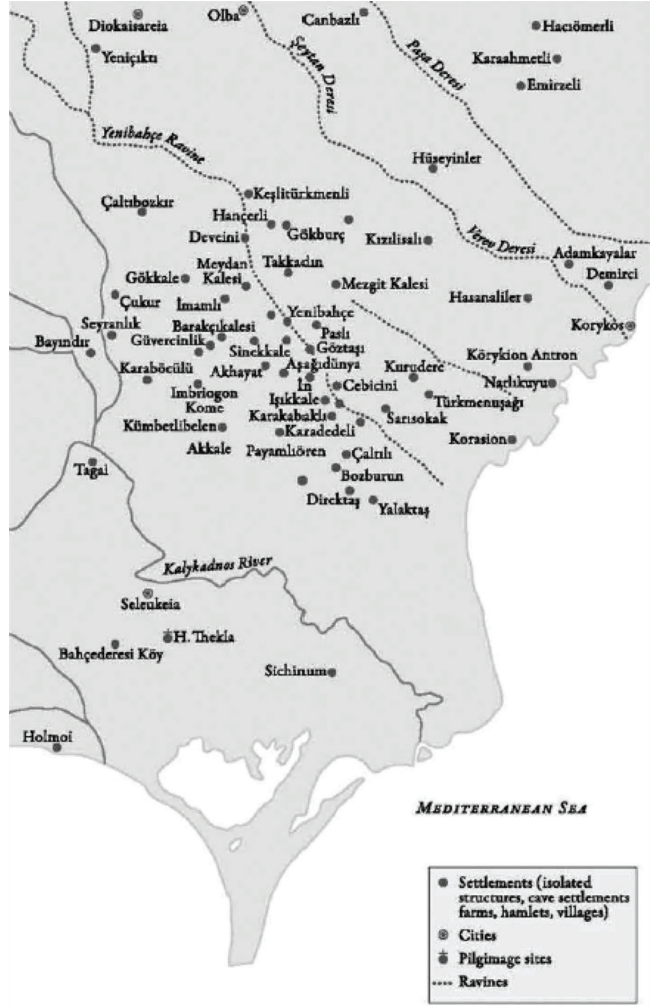 Diokaisareia
Olba
Canbazlı
Hacıömerli
Yeniçıktı
Şeytan Deresi
Paşa Deresi
Karaahmetli
Emirzeli
Yenibahçe Ravine
Hüseyinler
Keşlitürkmenli
Çaltıbozkır
Hançerli
Gökburç
Deveini
Kızılisalı
Verev Deresi
Adamkayalar
Meydan
Kalesi
Takkadın
Gökkale
Mezgit Kalesi
Demirci
Çukur
İmamlı
Hasanaliler
Yenibahçe
Korykos
Seyranlık
Barakçıkalesi
Paslı
Bayındır
Güvercinlik
Sinekkale
Göztaşı
Körykion Antron
Karaböcülü
Akhayat
Aşağıdünya
Kurudere
İn
Cebicini
Narlıkuyu
Imbriogon
Kome
Işıkkale
Türkmenuşağı
Karakabaklı
Sarısokak
Kümbetlibelen
Karadedeli
Korasion
Akkale
Payamlıören
Çaltılı
Tagai
Bozburun
Direktaş
Yalaktaş
Kalykadnos River
Seleukeia
H. Thekla
Bahçederesi Köy
Sichinum
Holmoi
MEDITERRANEAN SEA
Settlements (isolated
structures, cave settlements
farms, hamlets, villages)
Cities
Pilgimage sites
Ravines